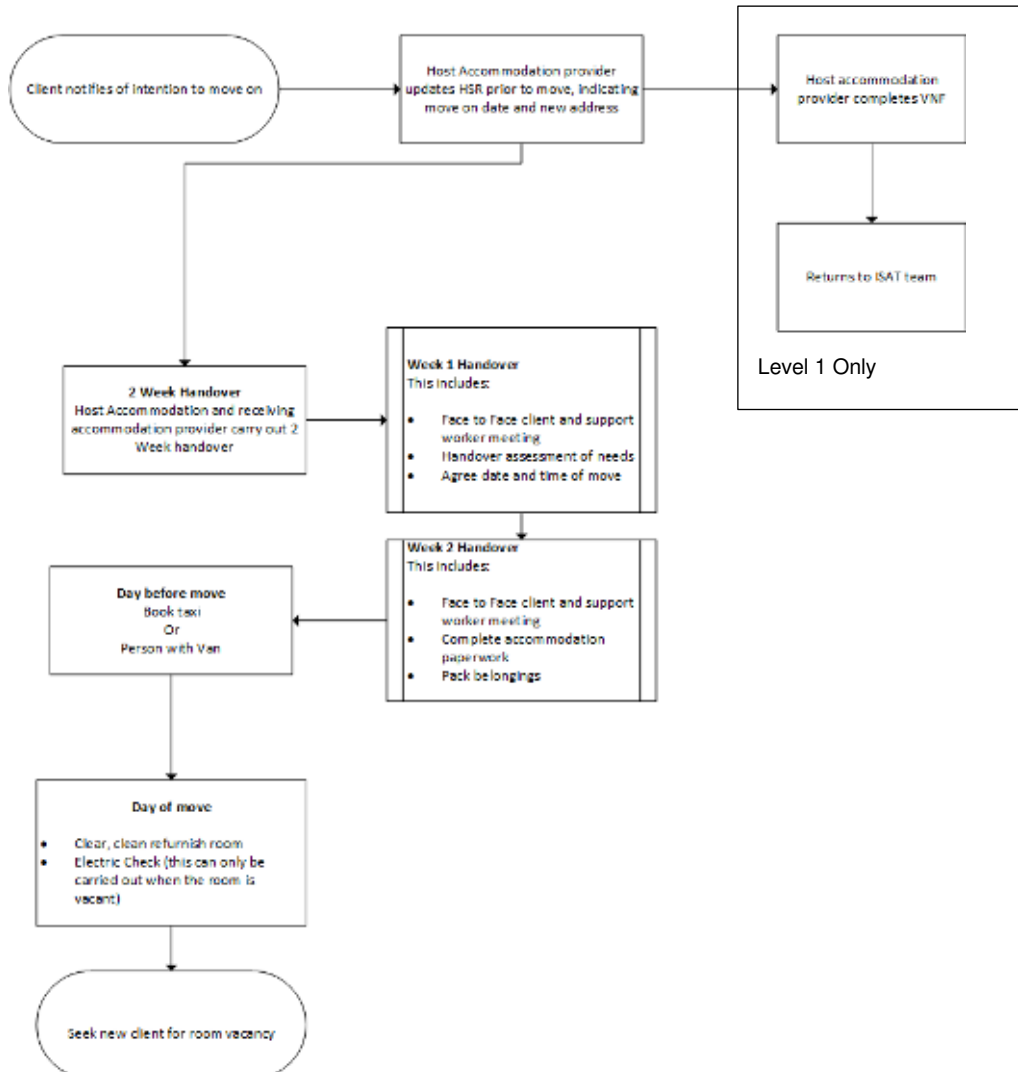 Client notifies of intention to move on
Host Accommodation provider
updates HSR prior to move, indicating
move on date and new address
Host accommodation
provider completes VNF
Returns to ISAT team
Level 1 Only
2 Week Handover
Host Accommodation and receiving
accommodation provider carry out 2
Week handover
Week 1 Handover
This includes:
• Face to Face client and support
worker meeting
• Handover assessment of needs
• Agree date and time of move
Week 2 Handover
This includes:
• Face to Face client and support
worker meeting
• Complete accommodation
paperwork
• Pack belongings
Day before move
Book taxi
Or
Person with Van
Day of move
• Clear, clean refurnish room
• Electric Check (this can only be
carried out when the room is
vacant)
Seek new client for room vacancy